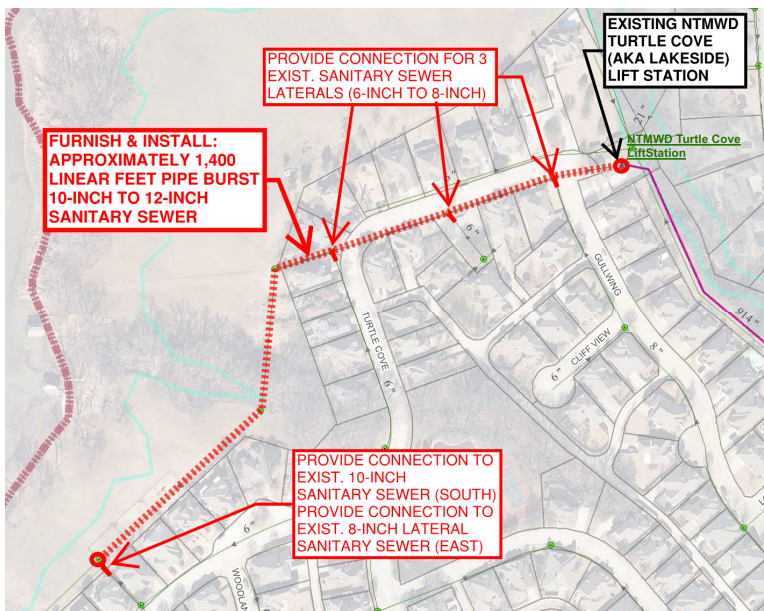 EXISTING NTMWD
TURTLE COVE
(AKA LAKESIDE)
LIFT STATION
PROVIDE CONNECTION FOR 3
EXIST. SANITARY SEWER
LATERALS (6-INCH TO 8-INCH)
FURNISH & INSTALL:
APPROXIMATELY 1,400
LINEAR FEET PIPE BURST
10-INCH TO 12-INCH
SANITARY SEWER
21"
NTMWD Turtle Cove
LiftStation
6"
GULLWING
914"
TURTLE COVE
CLIFF VIEW
8"
6"
6"
PROVIDE CONNECTION TO
EXIST. 10-INCH
SANITARY SEWER (SOUTH)
PROVIDE CONNECTION TO
EXIST. 8-INCH LATERAL
SANITARY SEWER (EAST)
6"
WOODLAN